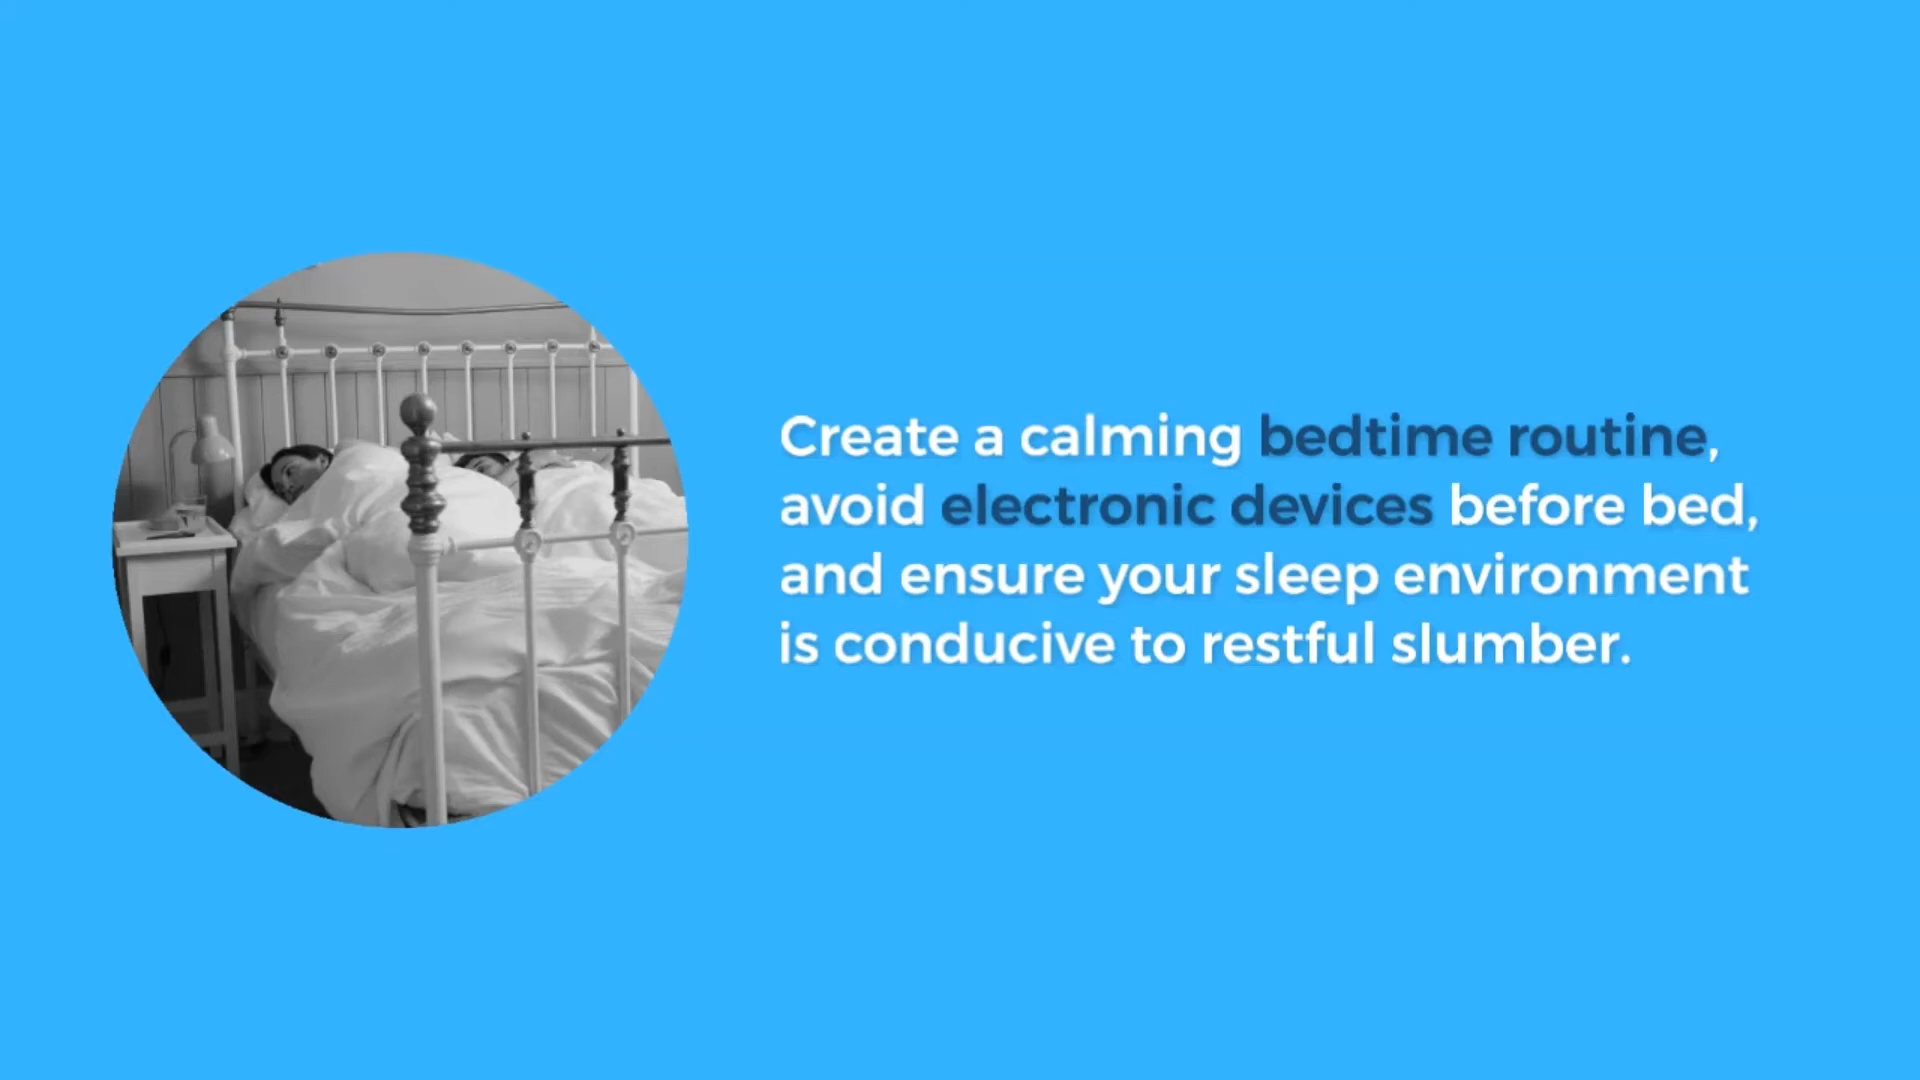 Create a calming bedtime routine,
avoid electronic devices before bed,
and ensure your sleep environment
is conducive to restful slumber.